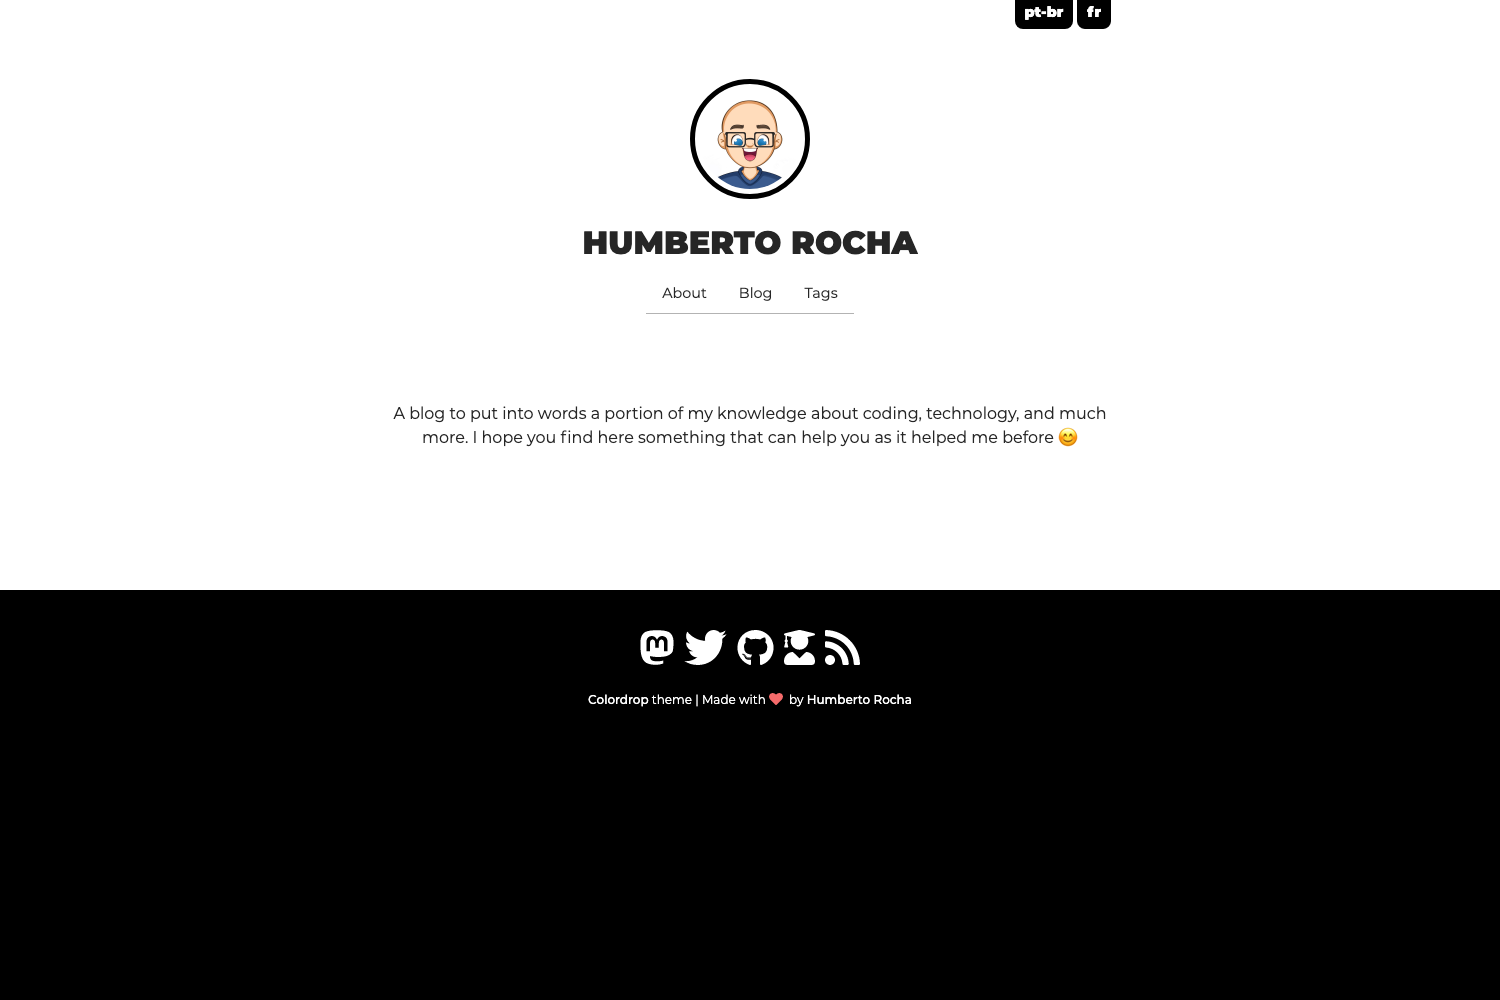 pt-br fr
HUMBERTO ROCHA
About Blog Tags
A blog to put into words a portion of my knowledge about coding, technology, and much
more. I hope you find here something that can help you as it helped me before 😊
Colordrop theme | Made with ❤ by Humberto Rocha